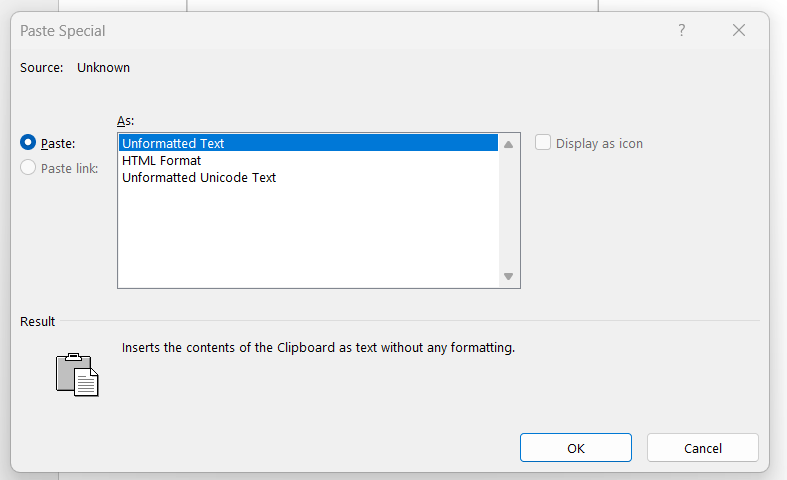 Paste Special
?
Source: Unknown
As:
Paste:
Unformatted Text
Display as icon
HTML Format
Paste link:
Unformatted Unicode Text
Result
Inserts the contents of the Clipboard as text without any formatting.
OK
Cancel